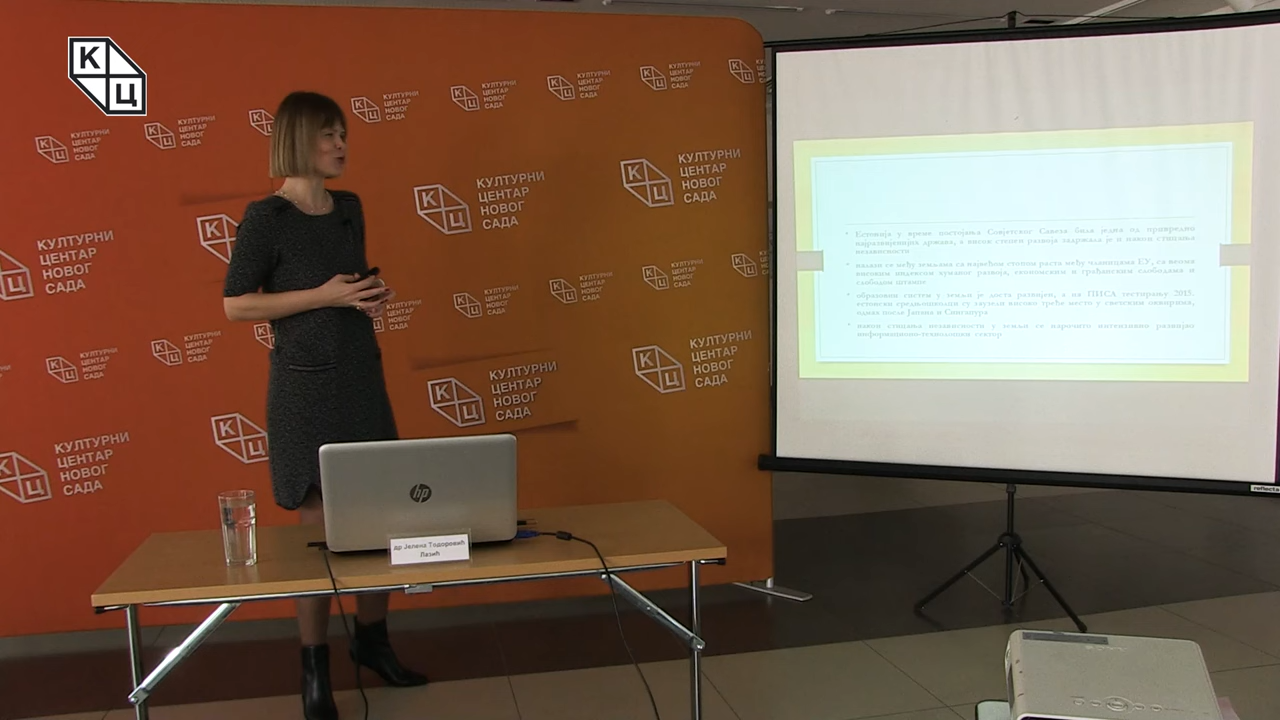 К
Ц
КУЛТУРНИ
ЦЕНТАР
НОВОГ
САДА
Естонија у време постојања Совјетског Савеза била једна од привредно
најразвијенијих држава, а висок степен развоја задржала је и након стицања
независности
налази се међу земљама са највећом стопом раста међу чланицама ЕУ, са веома
високим индексом хуманог развоја, економским и грађанским слободама и
слободом штампе
образовни систем у земљи је доста развијен, а на ПИСА тестирању 2015.
естонски средњошколци су заузели високо треће место у светским оквирима,
одмах после Јапана и Сингапура
након стицања независности у земљи се нарочито интензивно развијао
информационо-технолошки сектор
hp
др Јелена Тодоровић
Лазић
reflecta